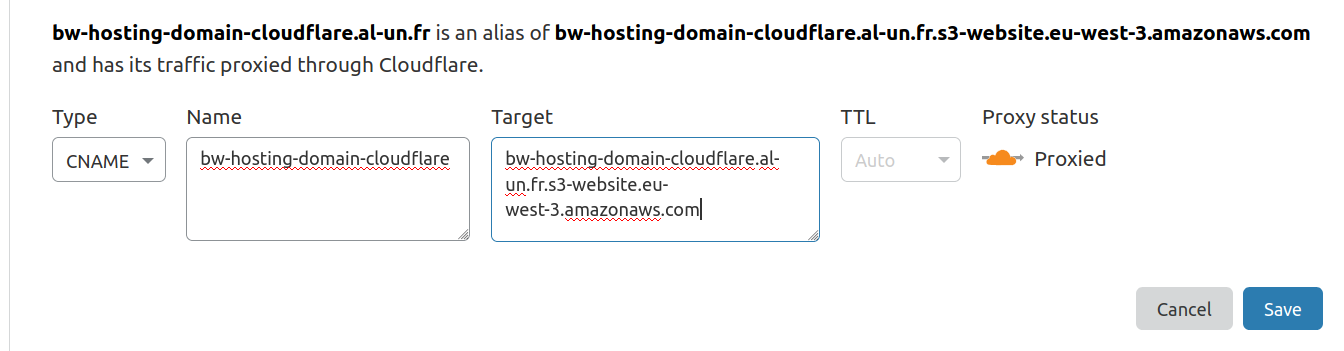 bw-hosting-domain-cloudflare.al-un.fr is an alias of bw-hosting-domain-cloudflare.al-un.fr.s3-website.eu-west-3.amazonaws.com
and has its traffic proxied through Cloudflare.
Type Name Target TTL Proxy status
CNAME bw-hosting-domain-cloudflare bw-hosting-domain-cloudflare.al- Auto Proxied
un.fr.s3-website.eu-
west-3.amazonaws.com
Cancel Save